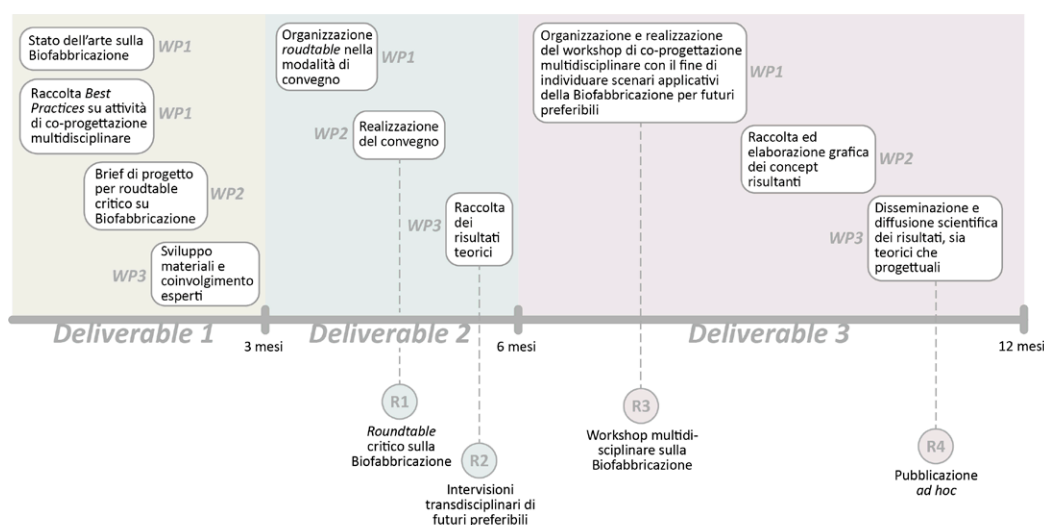 Stato dell'arte sulla
Biofabbricazione
WP1
Raccolta Best
Practices su attività
di co-progettazione
multidisciplinare
WP1
Brief di progetto
per roudtable
critico su
Biofabbricazione
WP2
Sviluppo
materiali e
coinvolgimento
esperti
WP3
Organizzazione
roudtable nella
modalità di
convegno
WP1
WP2
Realizzazione
del convegno
WP3
Raccolta
dei
risultati
teorici
Organizzazione e realizzazione
del workshop di co-progettazione
multidisciplinare con il fine di
individuare scenari applicativi
della Biofabbricazione per futuri
preferibili
WP1
Raccolta ed
elaborazione grafica
dei concept
risultanti
WP2
WP3
Disseminazione e
diffusione scientifica
dei risultati, sia
teorici che
progettuali
Deliverable 1
3 mesi
Deliverable 2
6 mesi
Deliverable 3
12 mesi
R1
Roundtable
critico sulla
Biofabbricazione
R2
Intervisioni
transdisciplinari di
futuri preferibili
R3
Workshop multidi-
sciplinare sulla
Biofabbricazione
R4
Pubblicazione
ad hoc